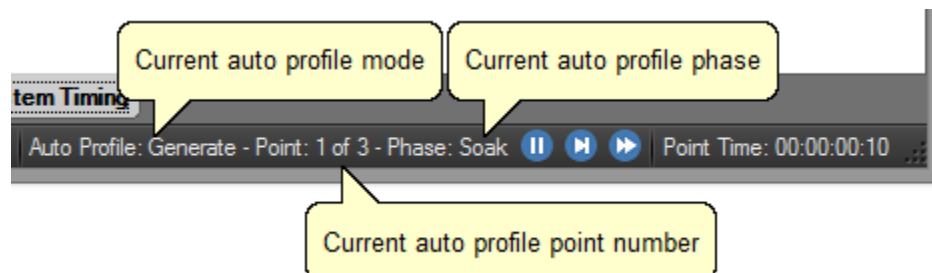 Current auto profile mode
Current auto profile phase
tem Timing
Auto Profile: Generate - Point: 1 of 3 - Phase: Soak Point Time: 00:00:00:10
Current auto profile point number